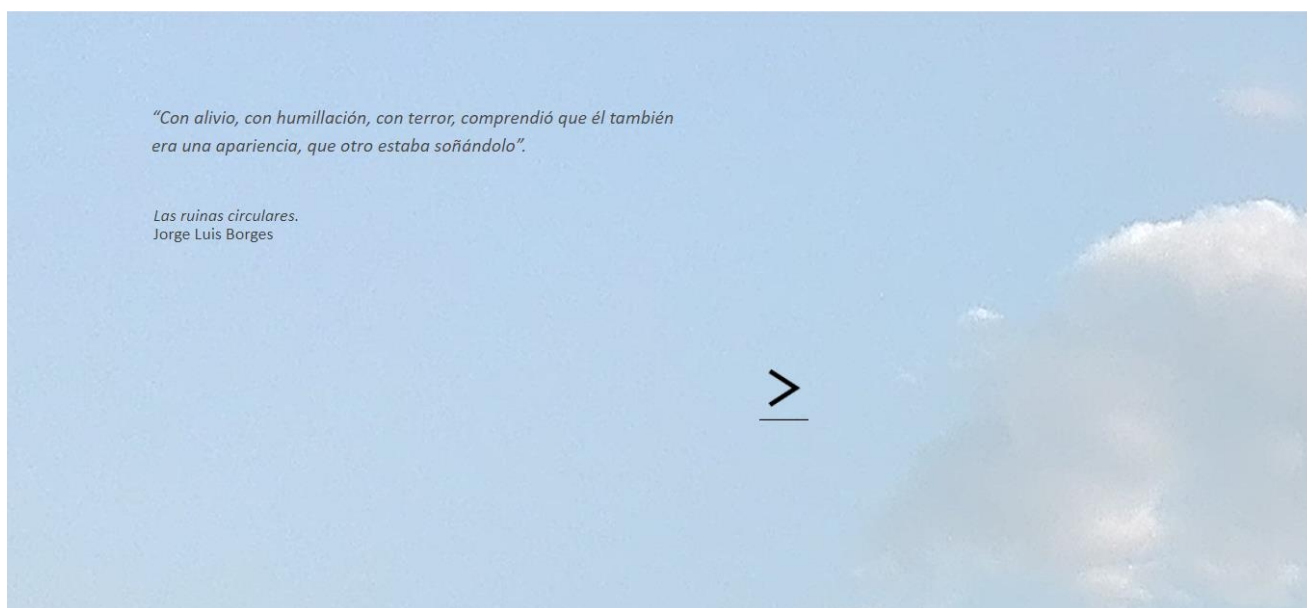 “Con alivio, con humillación, con terror, comprendió que él también
era una apariencia, que otro estaba soñándolo”.
Las ruinas circulares.
Jorge Luis Borges
>